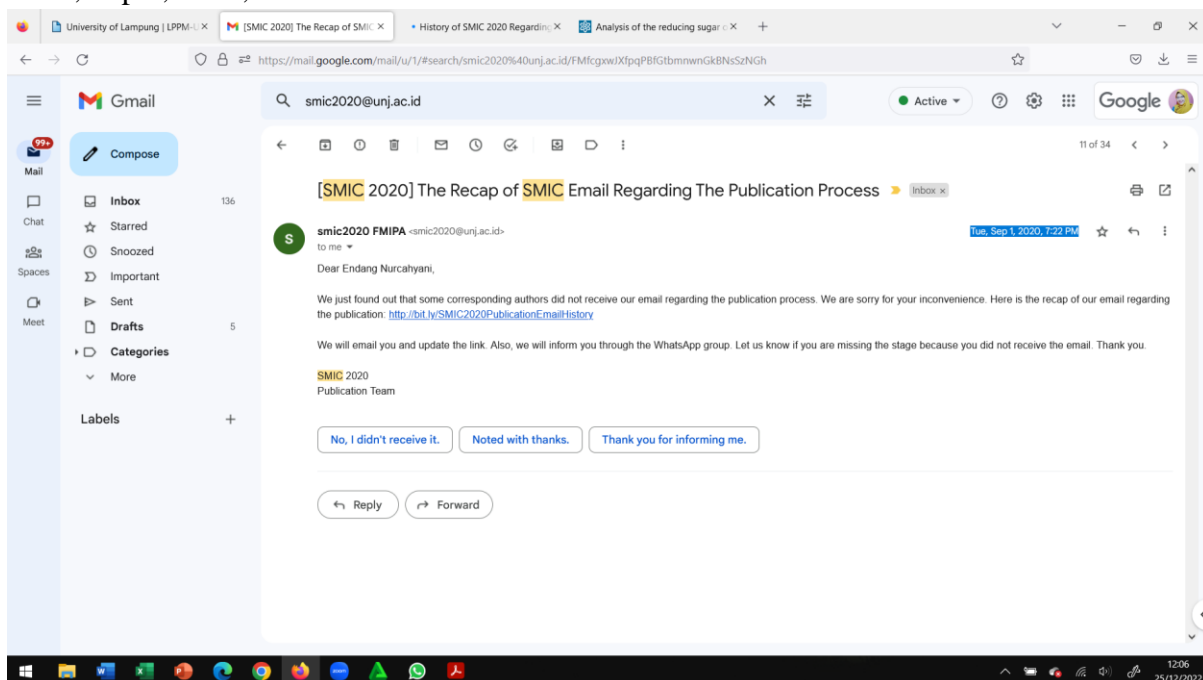 University of Lampung | LPPM-U
[SMIC 2020] The Recap of SMIC
History of SMIC 2020 Regarding
Analysis of the reducing sugar c
https://mail.google.com/mail/u/1/#search/smic2020%40unj.ac.id/FMfcgxwJXfpqPBfGtbmnwnGkBNsSzNGh
Gmail
smic2020@unj.ac.id
Active
Google
99+
Mail
Chat
Spaces
Meet
Compose
Inbox 136
Starred
Snoozed
Important
Sent
Drafts 5
Categories
More
Labels
11 of 34
[SMIC 2020] The Recap of SMIC Email Regarding The Publication Process Inbox x
smic2020 FMIPA <smic2020@unj.ac.id> Tue, Sep 1, 2020, 7:22 PM
to me
Dear Endang Nurcahyani,
We just found out that some corresponding authors did not receive our email regarding the publication process. We are sorry for your inconvenience. Here is the recap of our email regarding
the publication: http://bit.ly/SMIC2020PublicationEmailHistory
We will email you and update the link. Also, we will inform you through the WhatsApp group. Let us know if you are missing the stage because you did not receive the email. Thank you.
SMIC 2020
Publication Team
No, I didn't receive it. Noted with thanks. Thank you for informing me.
Reply Forward
12:06